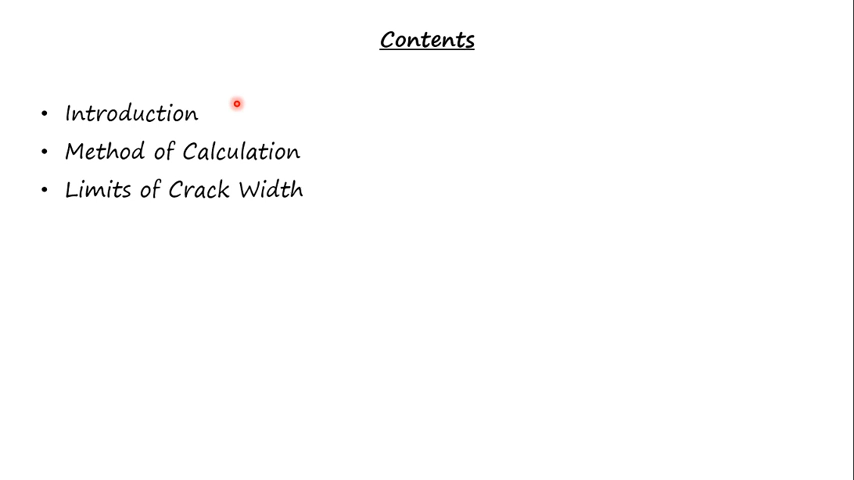 Contents
• Introduction
• Method of Calculation
• Limits of Crack Width